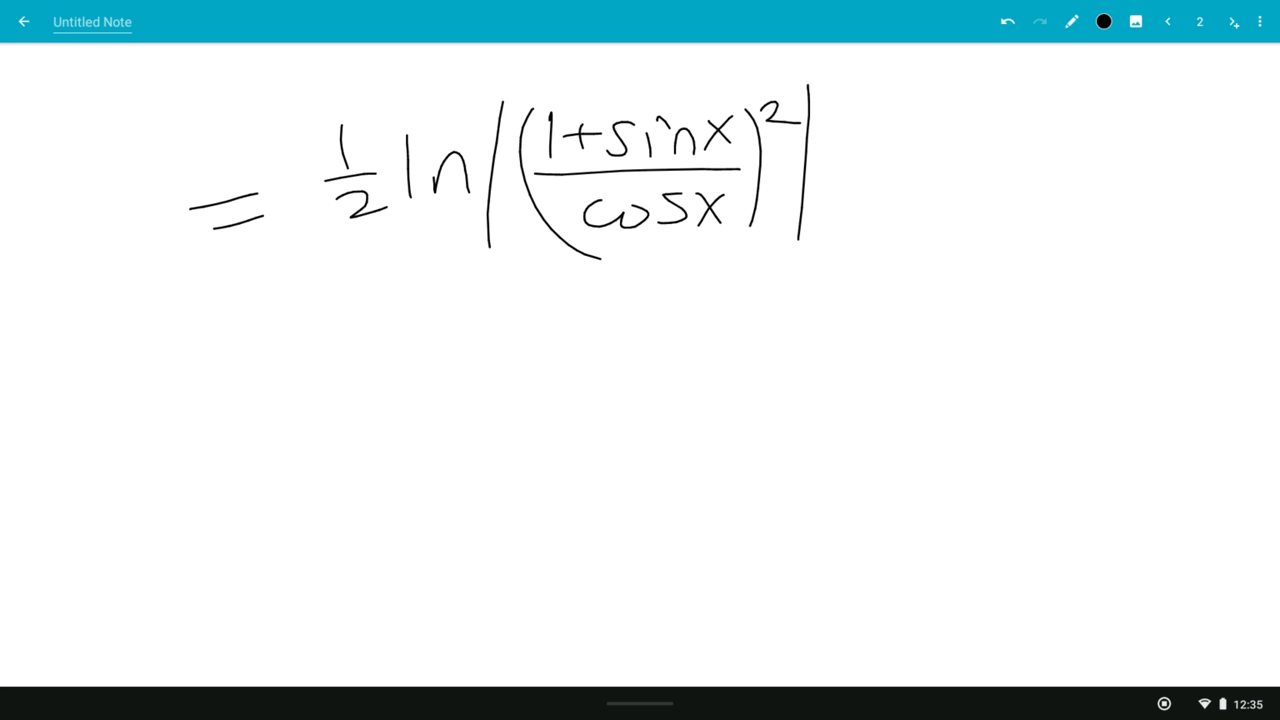 Untitled Note
2
= 1/2 ln|((1+sinx)/cosx)^2|
12:35